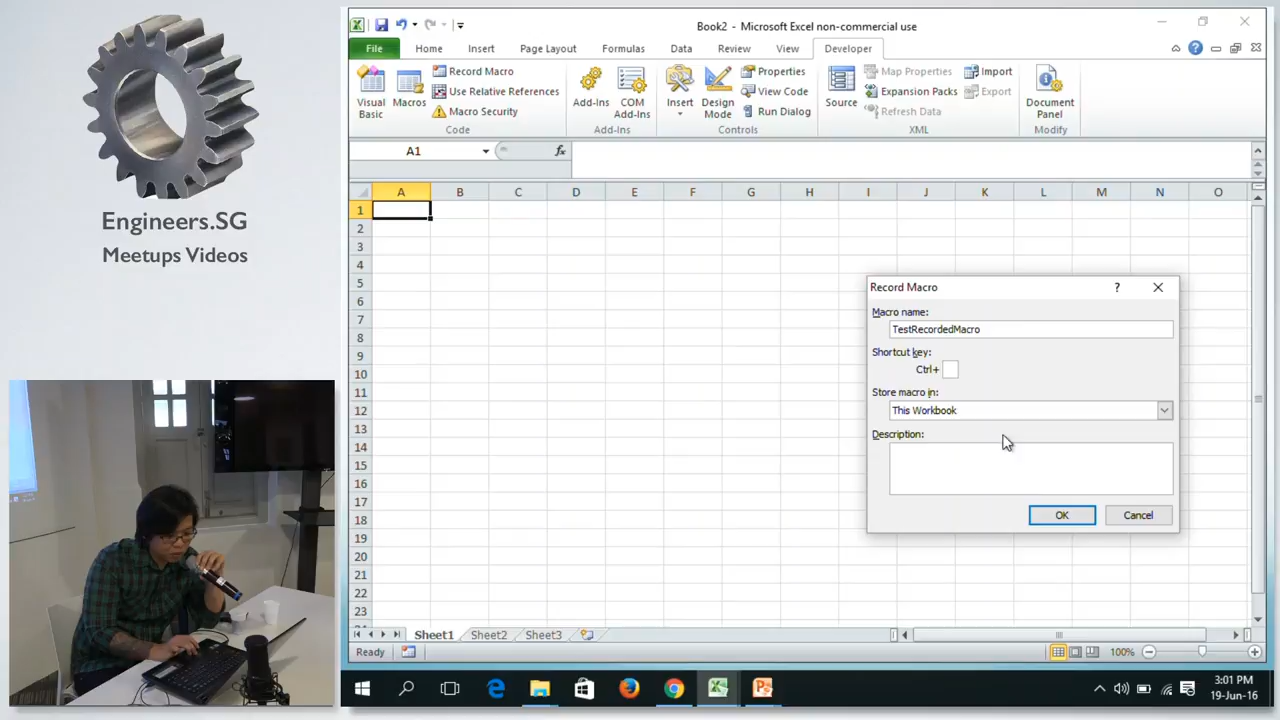 Engineers.SG
Meetups Videos
Book2 - Microsoft Excel non-commercial use
File Home Insert Page Layout Formulas Data Review View Developer
Visual Basic
Macros
Record Macro
Use Relative References
Macro Security
Code
Add-Ins
COM Add-Ins
Add-Ins
Insert
Design Mode
Properties
View Code
Run Dialog
Controls
Source
Map Properties
Expansion Packs
Refresh Data
Import
Export
XML
Document Panel
Modify
A1
fx
A B C D E F G H I J K L M N O
1
2
3
4
5
6
7
8
9
10
11
12
13
14
15
16
17
18
19
20
21
22
23
Record Macro ?
Macro name:
TestRecordedMacro
Shortcut key:
Ctrl+
Store macro in:
This Workbook
Description:
OK Cancel
Sheet1 Sheet2 Sheet3
Ready
100%
3:01 PM
19-Jun-16